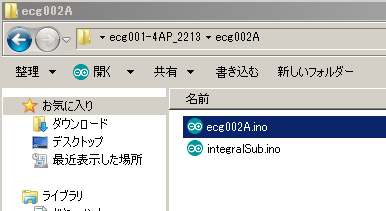 ecg001-4AP_2213 ecg002A
整理 開く 共有 書き込む 新しいフォルダー
お気に入り
ダウンロード
デスクトップ
最近表示した場所
ライブラリ
名前
ecg002A.ino
integralSub.ino